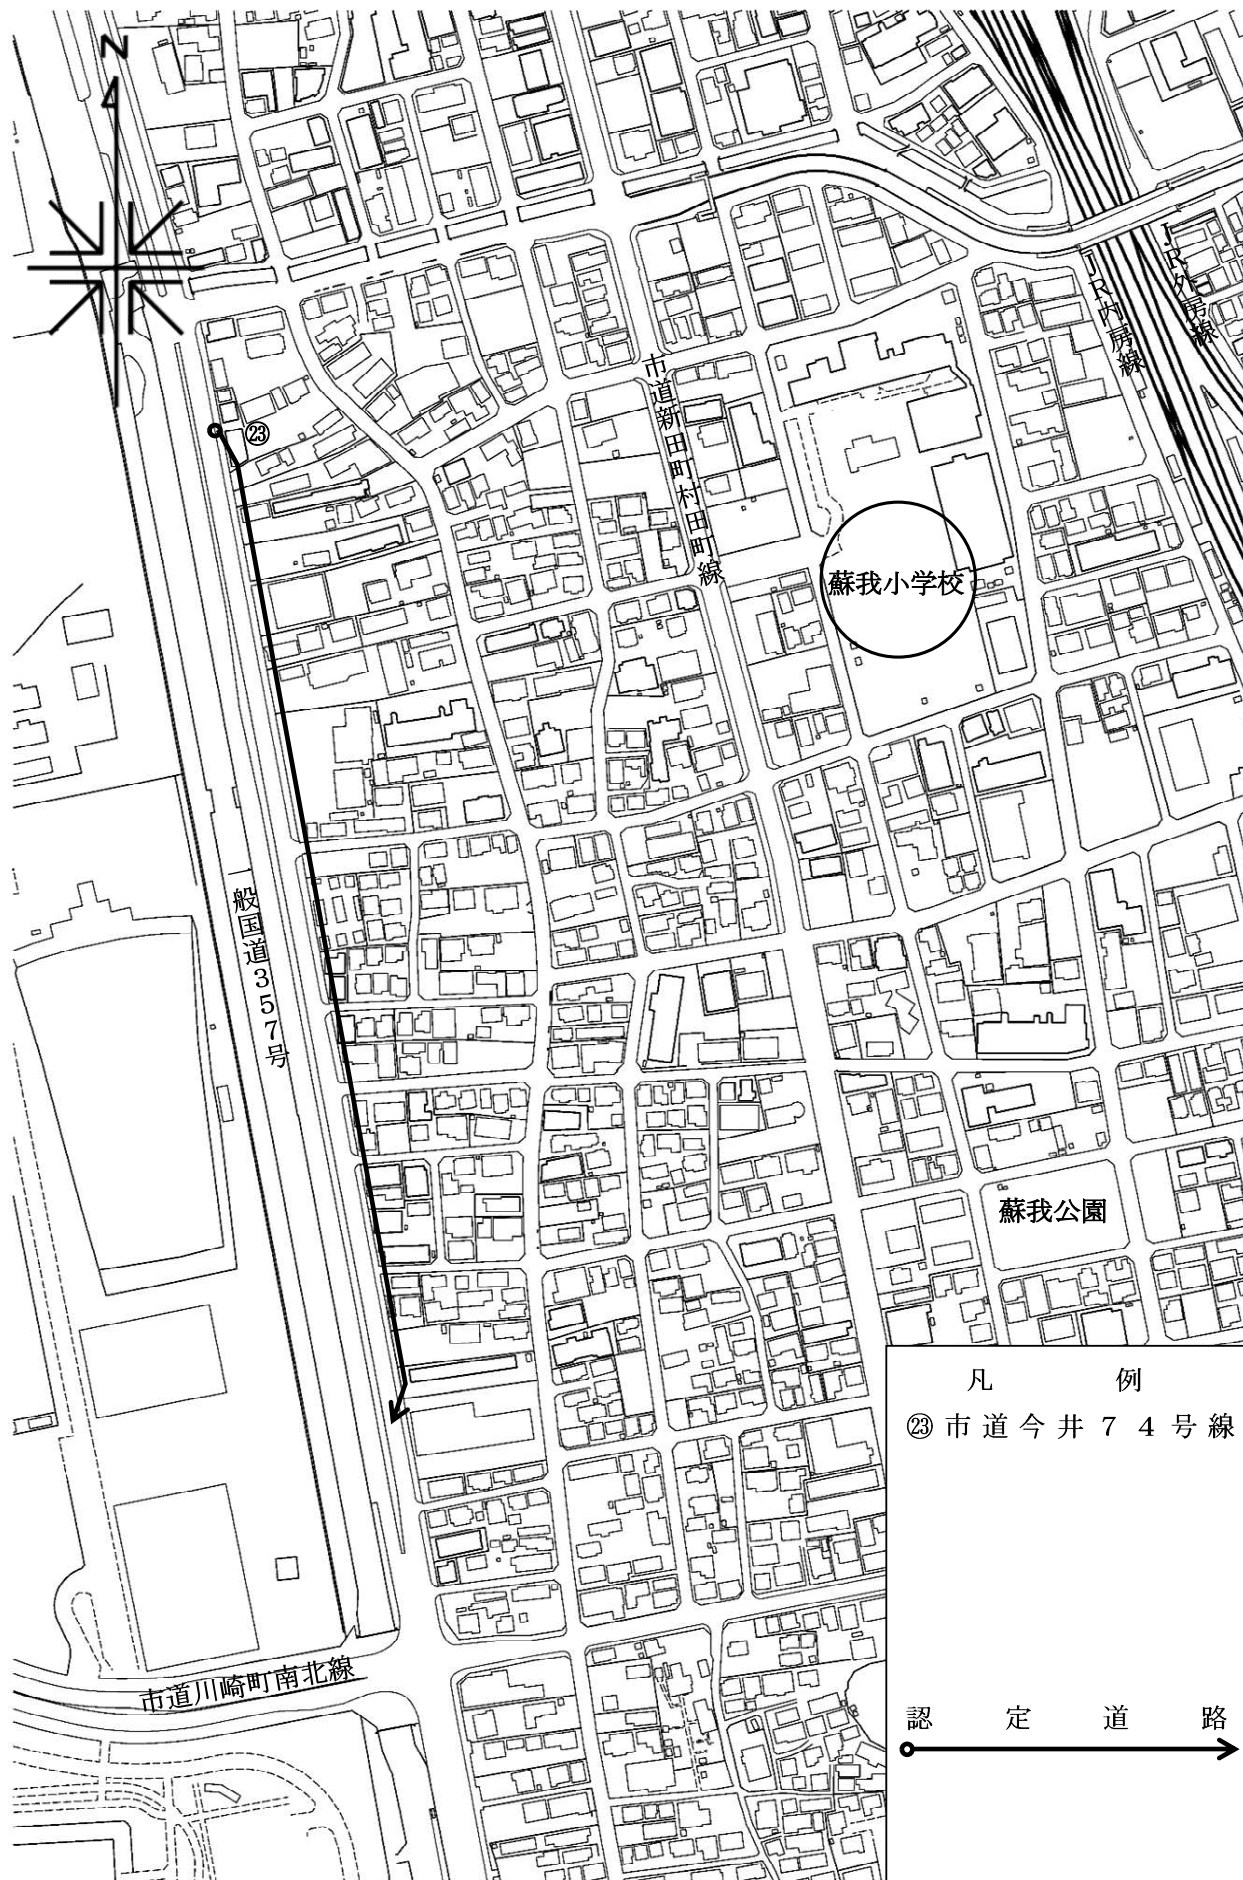 N
JR外房線
JR内房線
市道新田町村田町線
㉓
蘇我小学校
一般国道357号
蘇我公園
凡例
㉓市道今井74号線
市道川崎町南北線
認定道路